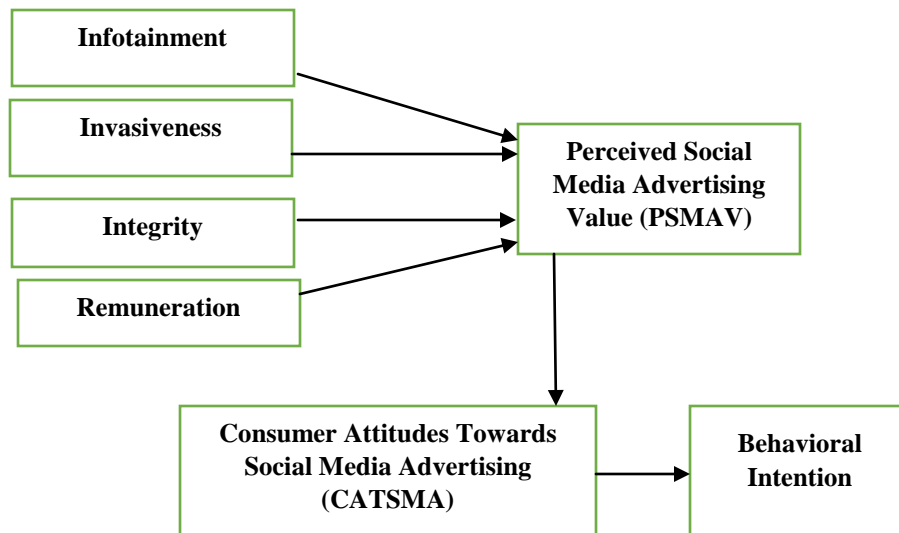 Infotainment
Invasiveness
Integrity
Remuneration
Perceived Social
Media Advertising
Value (PSMAV)
Consumer Attitudes Towards
Social Media Advertising
(CATSMA)
Behavioral
Intention